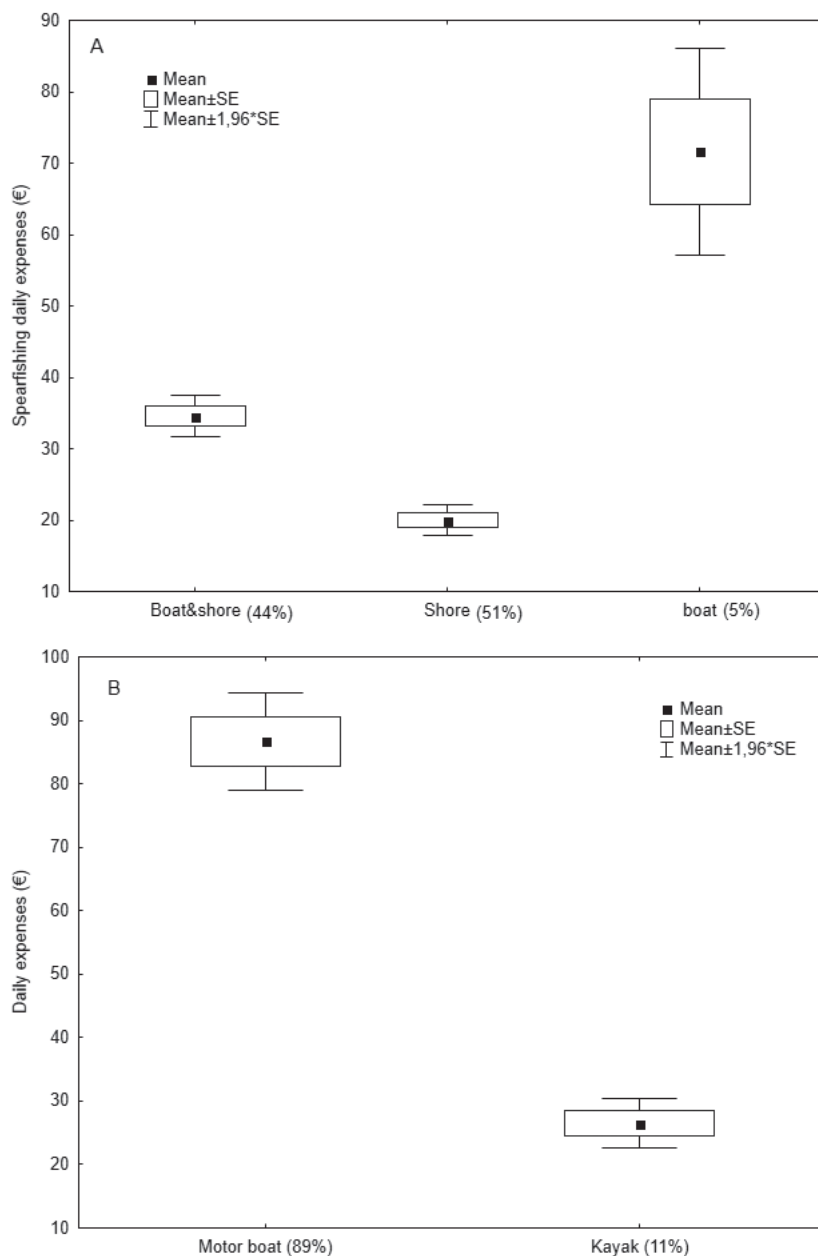 A
Mean
Mean±SE
Mean±1,96*SE
Spearfishing daily expenses (€)
90
80
70
60
50
40
30
20
10
Boat&shore (44%) Shore (51%) boat (5%)
B
Mean
Mean±SE
Mean±1,96*SE
Daily expenses (€)
100
90
80
70
60
50
40
30
20
10
Motor boat (89%) Kayak (11%)